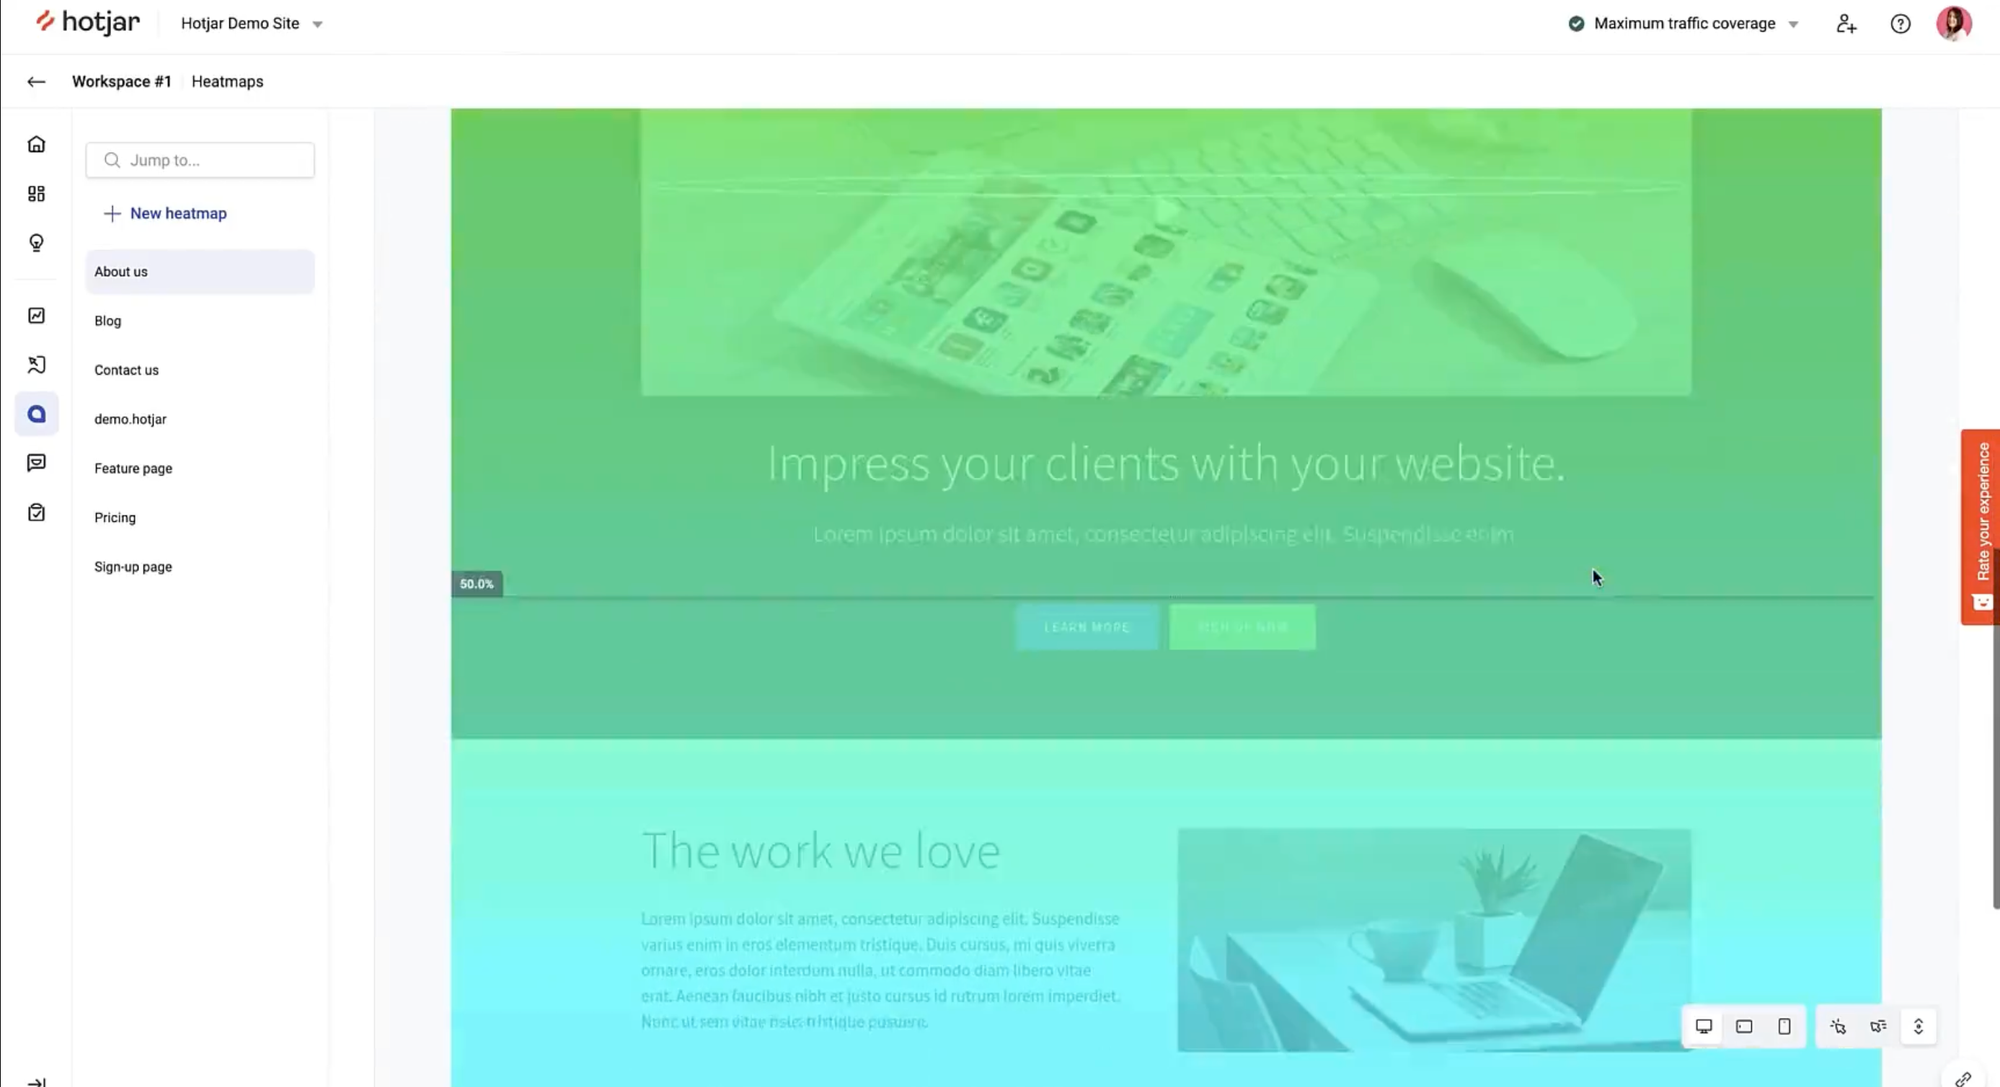 hotjar
Hotjar Demo Site
Maximum traffic coverage
Workspace #1
Heatmaps
Jump to...
New heatmap
About us
Blog
Contact us
demo.hotjar
Feature page
Pricing
Sign-up page
Impress your clients with your website.
Lorem ipsum dolor sit amet, consectetur adipiscing elit. Suspendisse enim
50.0%
LEARN MORE
SIGN UP NOW
The work we love
Lorem ipsum dolor sit amet, consectetur adipiscing elit. Suspendisse
varius enim in eros elementum tristique. Duis cursus, mi quis viverra
ornare, eros dolor interdum nulla, ut commodo diam libero vitae
erat. Aenean faucibus nibh et justo cursus id rutrum lorem imperdiet.
Nunc ut sem vitae risus tristique posuere.
Rate your experience